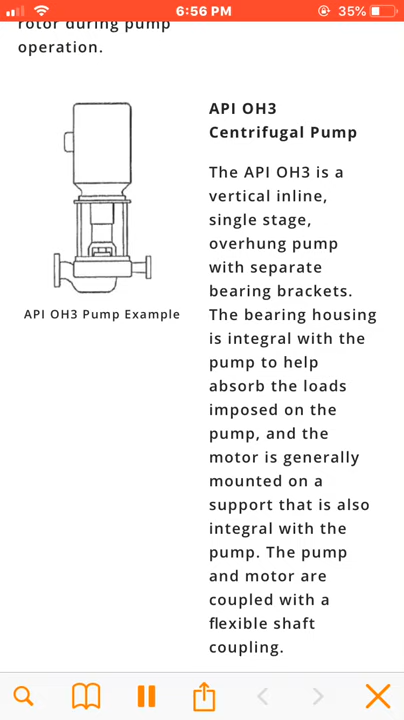 6:56 PM
35%
rotor during pump
operation.
API OH3 Pump Example
API OH3
Centrifugal Pump
The API OH3 is a
vertical inline,
single stage,
overhung pump
with separate
bearing brackets.
The bearing housing
is integral with the
pump to help
absorb the loads
imposed on the
pump, and the
motor is generally
mounted on a
support that is also
integral with the
pump. The pump
and motor are
coupled with a
flexible shaft
coupling.